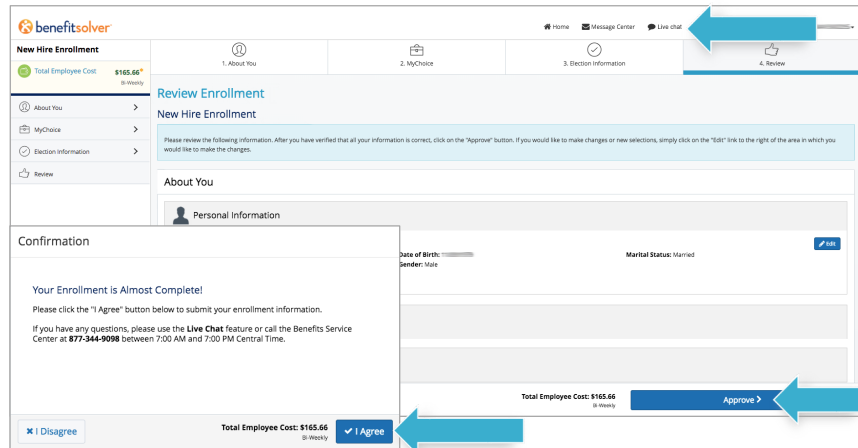 benefitsolver
Home Message Center Live chat
New Hire Enrollment
Total Employee Cost $165.66*
Bi-Weekly
About You
MyChoice
Election Information
Review
1. About You
2. MyChoice
3. Election Information
4. Review
Review Enrollment
New Hire Enrollment
Please review the following information. After you have verified that all your information is correct, click on the "Approve" button. If you would like to make changes or new selections, simply click on the "Edit" link to the right of the area in which you
would like to make the changes.
About You
Personal Information
Edit
Date of Birth:
Marital Status: Married
Gender: Male
Total Employee Cost: $165.66
Bi-Weekly
Approve
Confirmation
Your Enrollment is Almost Complete!
Please click the "I Agree" button below to submit your enrollment information.
If you have any questions, please use the Live Chat feature or call the Benefits Service
Center at 877-344-9098 between 7:00 AM and 7:00 PM Central Time.
I Disagree
Total Employee Cost: $165.66
Bi-Weekly
I Agree